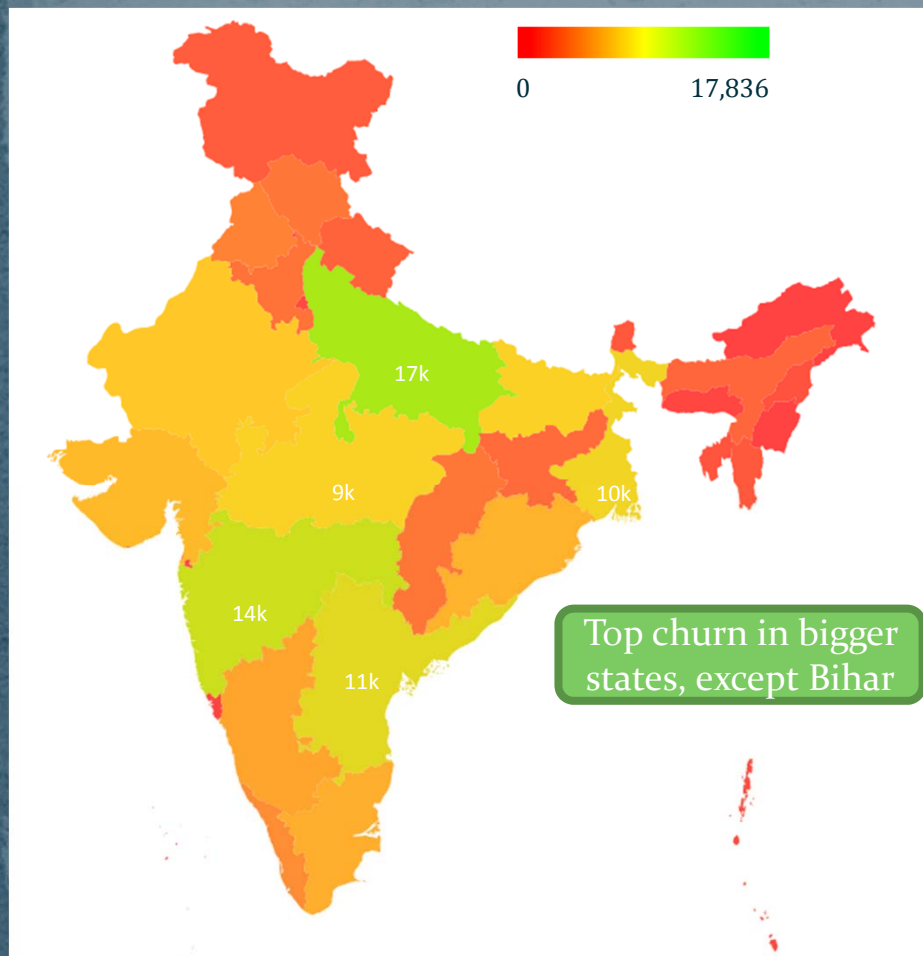 0 17,836
17k
9k
10k
14k
11k
Top churn in bigger
states, except Bihar